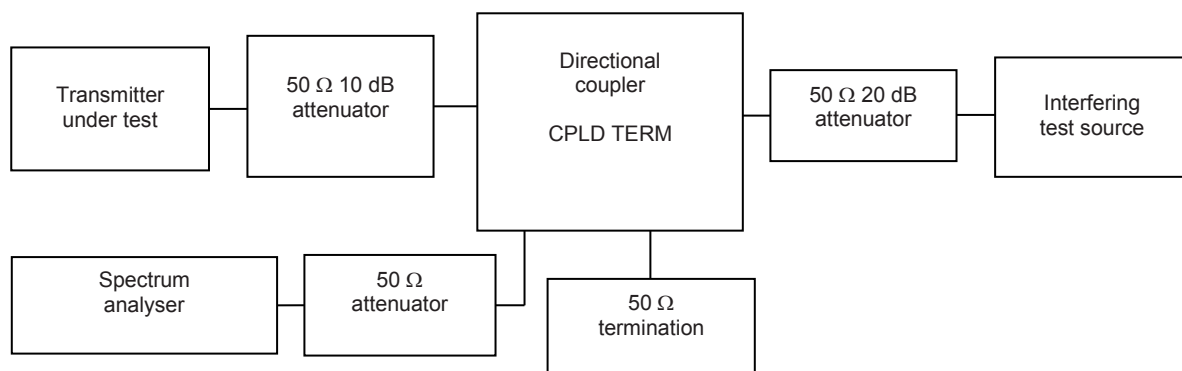 Transmitter
under test
50 Ω 10 dB
attenuator
Directional
coupler
CPLD TERM
50 Ω 20 dB
attenuator
Interfering
test source
Spectrum
analyser
50 Ω
attenuator
50 Ω
termination